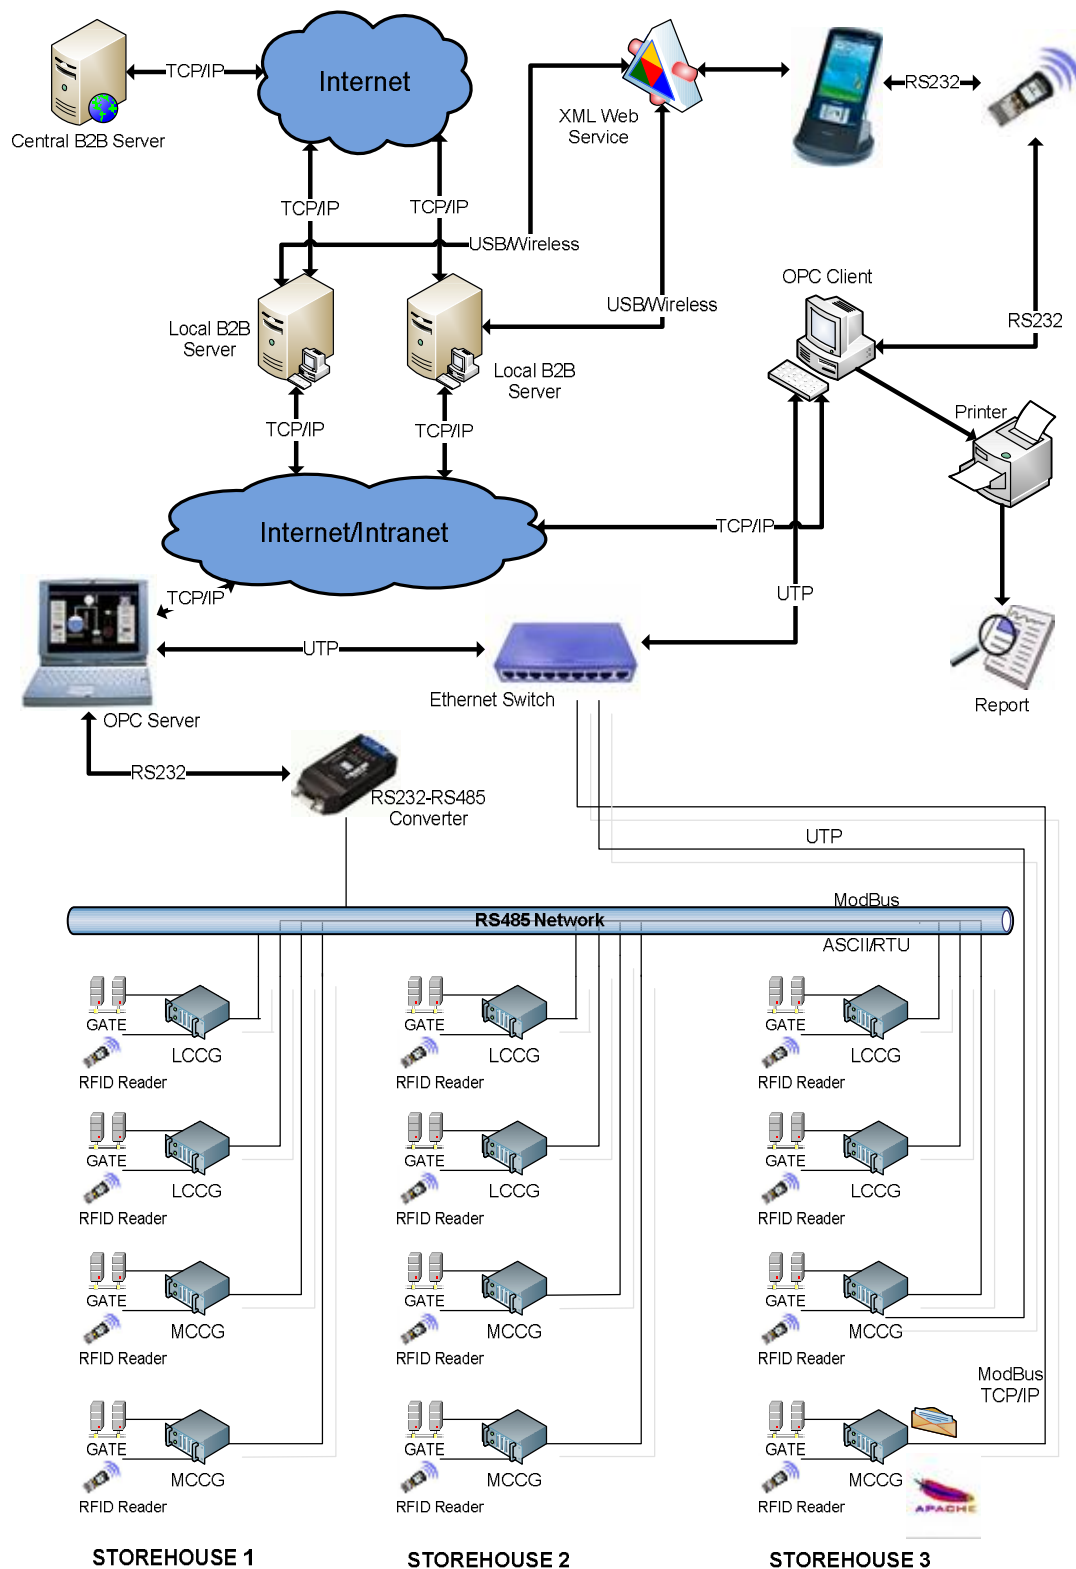 Central B2B Server
TCP/IP
Internet
XML Web
Service
RS232
TCP/IP
TCP/IP
USB/Wireless
USB/Wireless
OPC Client
RS232
Local B2B
Server
Local B2B
Server
Printer
TCP/IP
TCP/IP
Internet/Intranet
TCP/IP
TCP/IP
UTP
UTP
Ethernet Switch
OPC Server
Report
RS232
RS232-RS485
Converter
UTP
ModBus
RS485 Network
ASCII/RTU
GATE
LCCG
RFID Reader
GATE
LCCG
RFID Reader
GATE
LCCG
RFID Reader
GATE
LCCG
RFID Reader
GATE
LCCG
RFID Reader
GATE
LCCG
RFID Reader
GATE
MCCG
RFID Reader
GATE
MCCG
RFID Reader
GATE
MCCG
RFID Reader
ModBus
TCP/IP
GATE
MCCG
RFID Reader
GATE
MCCG
RFID Reader
GATE
MCCG
RFID Reader
APACHE
STOREHOUSE 1
STOREHOUSE 2
STOREHOUSE 3